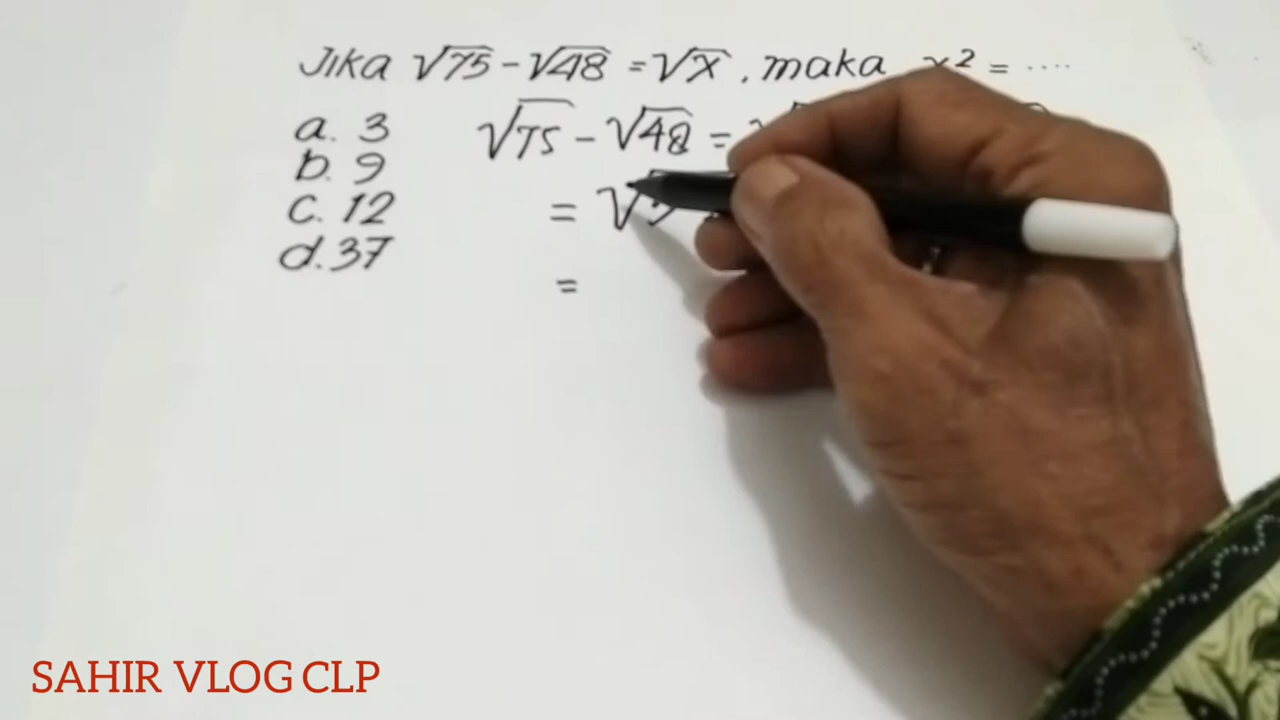 Jika √75 - √48 = √x, maka x² = ....
a. 3
b. 9
c. 12
d. 37
√75 - √48 =
= √
=
SAHIR VLOG CLP